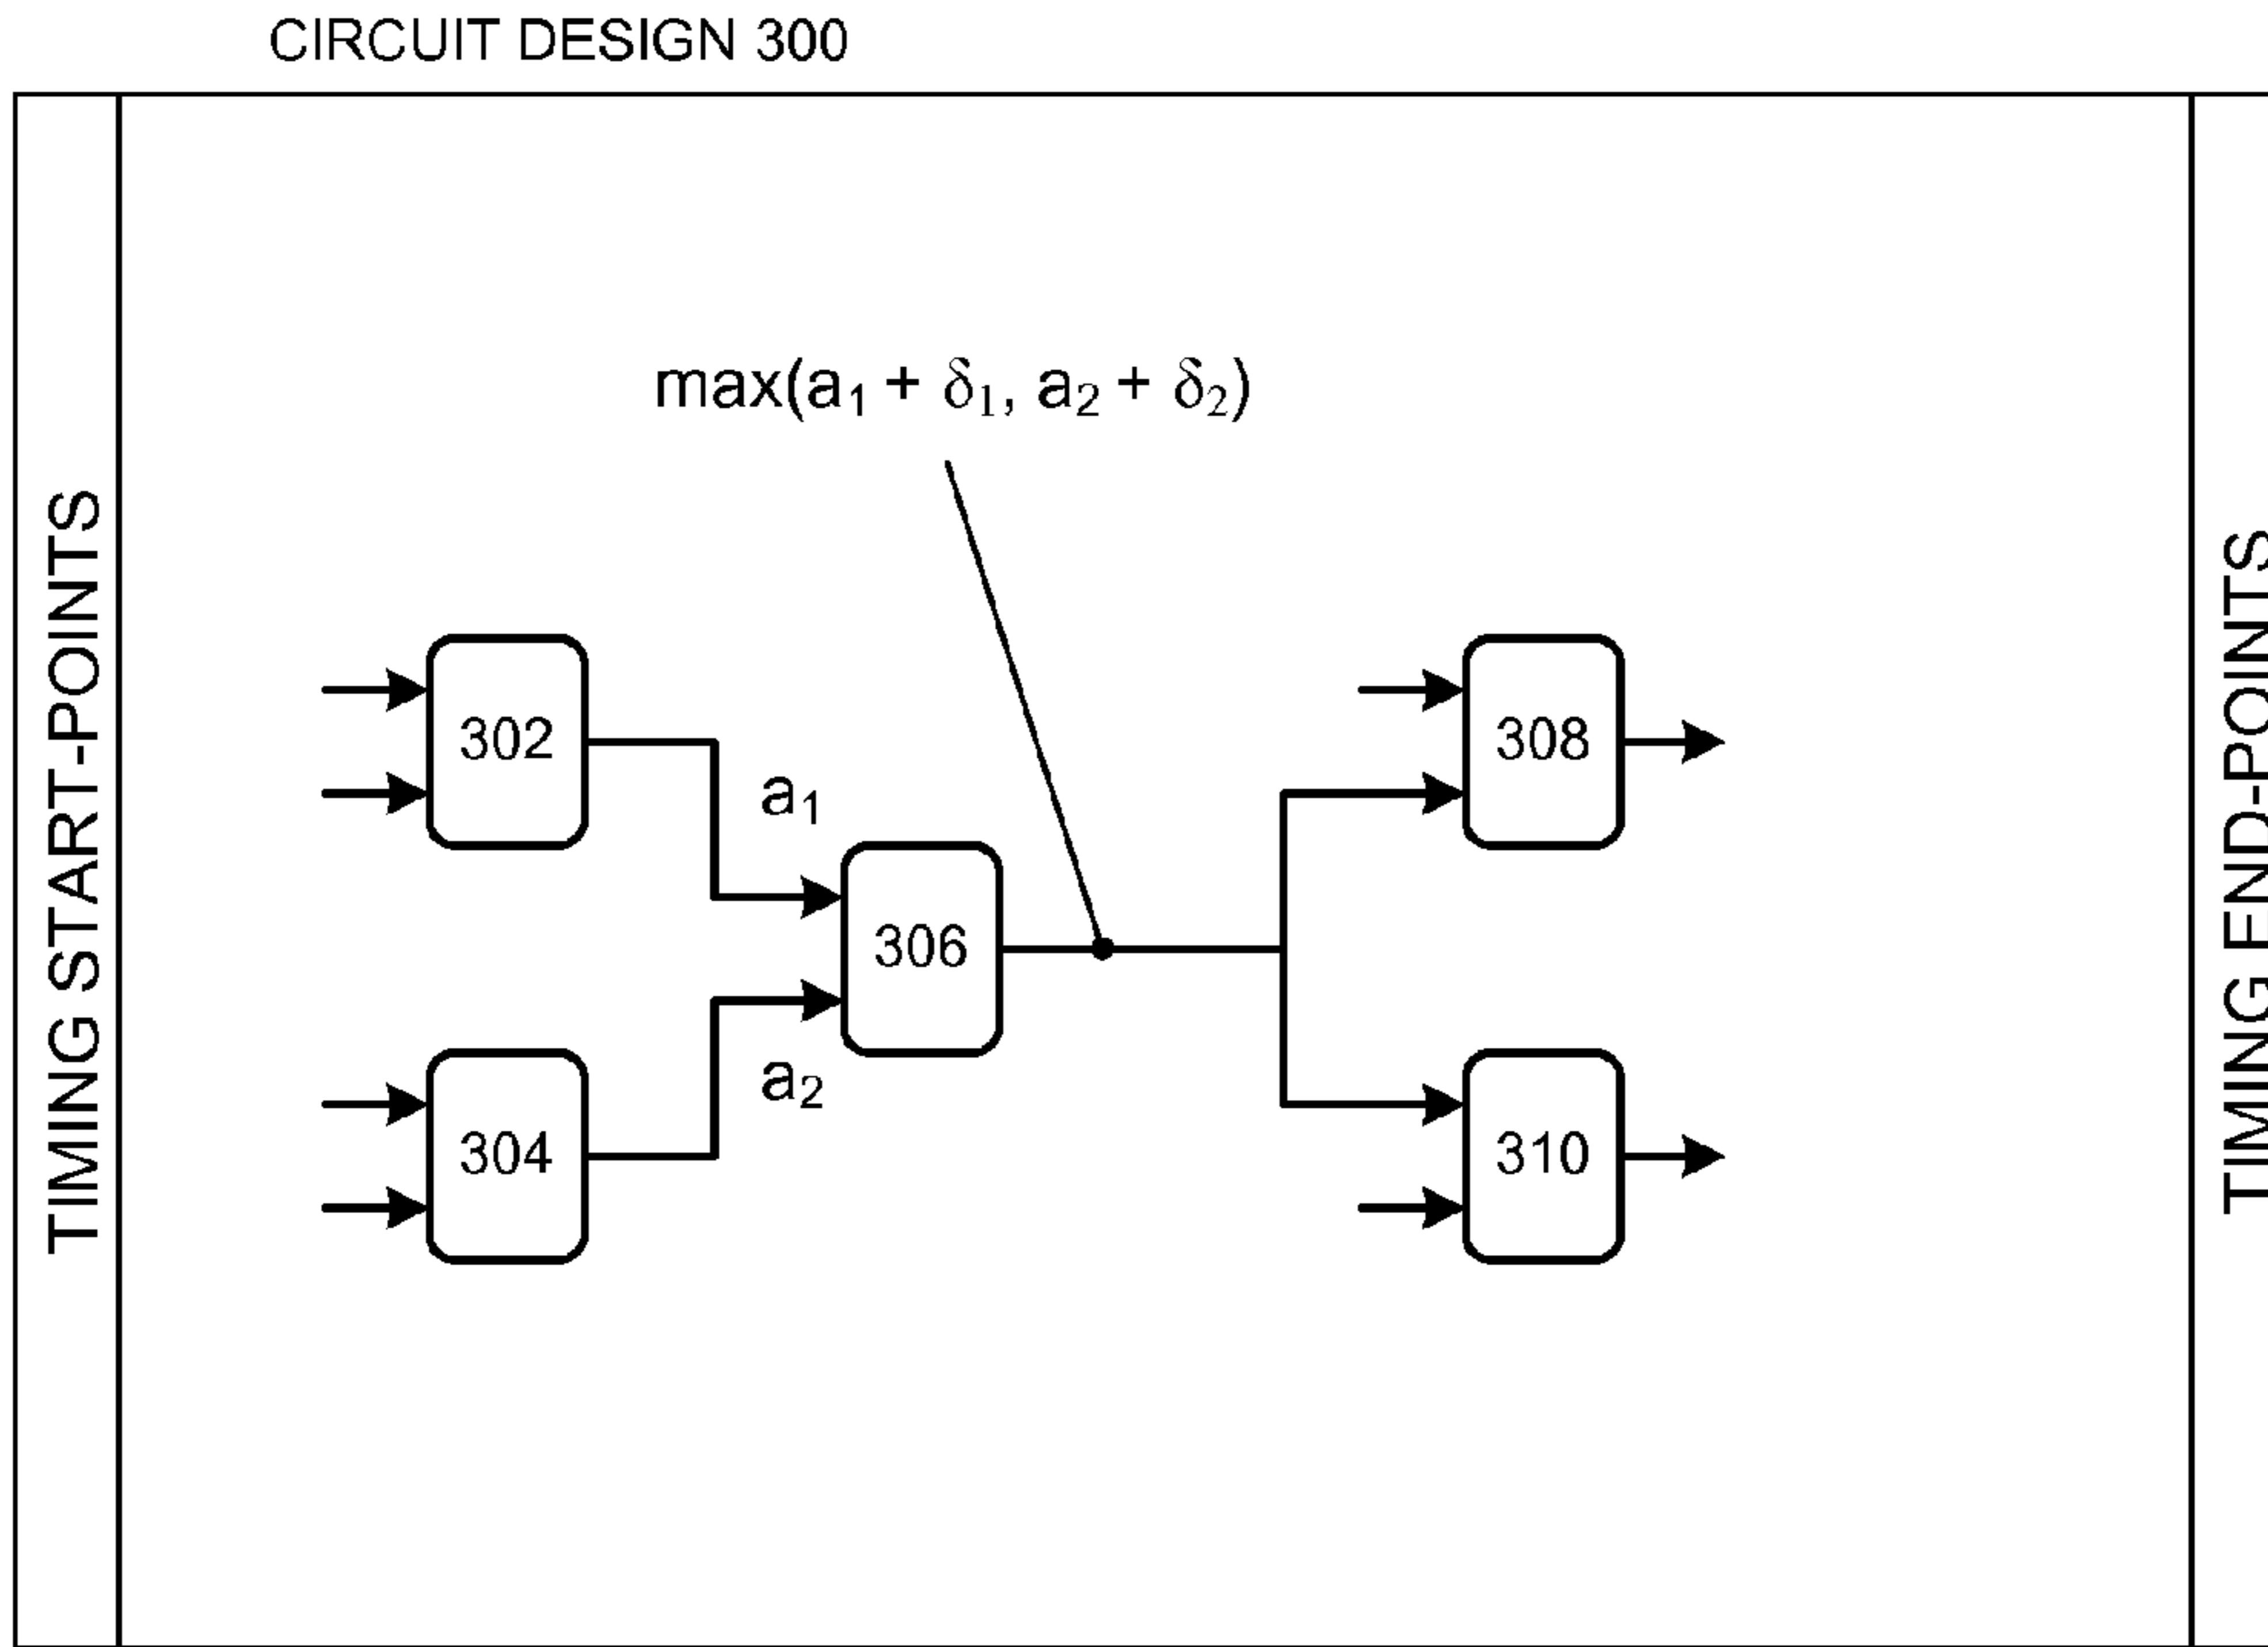 CIRCUIT DESIGN 300
TIMING START-POINTS
max(a₁ + δ₁, a₂ + δ₂)
302
308
a₁
306
a₂
304
310
TIMING END-POINTS